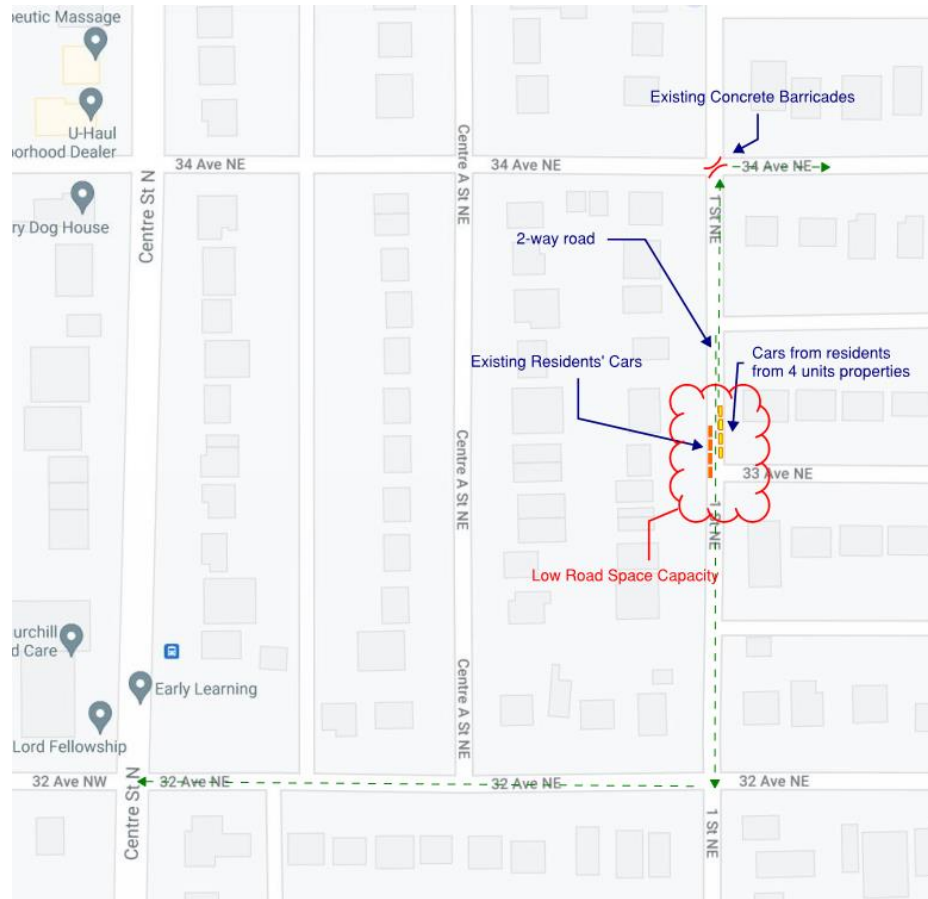 peutic Massage
Existing Concrete Barricades
U-Haul
orhood Dealer
34 Ave NE
34 Ave NE
34 Ave NE
Centre St N
Centre A St NE
1 St NE
ry Dog House
2-way road
Existing Residents' Cars
Cars from residents
from 4 units properties
Centre A St NE
33 Ave NE
1 St NE
Low Road Space Capacity
urchill
d Care
Early Learning
Centre A St NE
Lord Fellowship
32 Ave NW
32 Ave NE
32 Ave NE
32 Ave NE
Centre St N
1 St NE